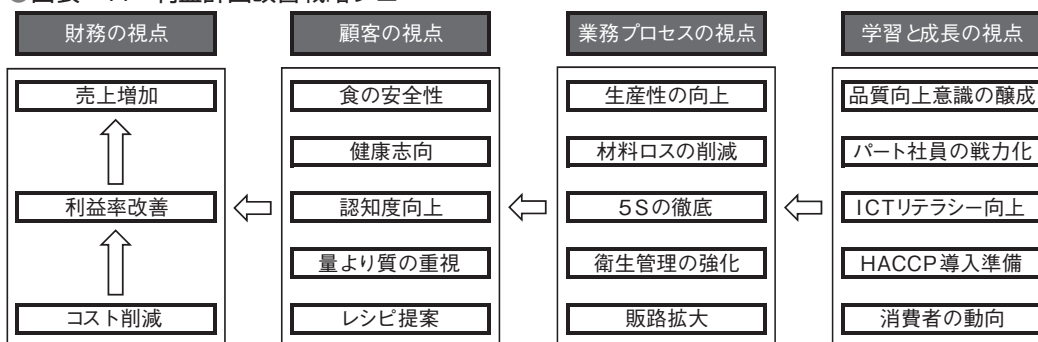 財務の視点
売上増加
利益率改善
コスト削減
顧客の視点
食の安全性
健康志向
認知度向上
量より質の重視
レシピ提案
業務プロセスの視点
生産性の向上
材料ロスの削減
5Sの徹底
衛生管理の強化
販路拡大
学習と成長の視点
品質向上意識の醸成
パート社員の戦力化
ICTリテラシー向上
HACCP導入準備
消費者の動向